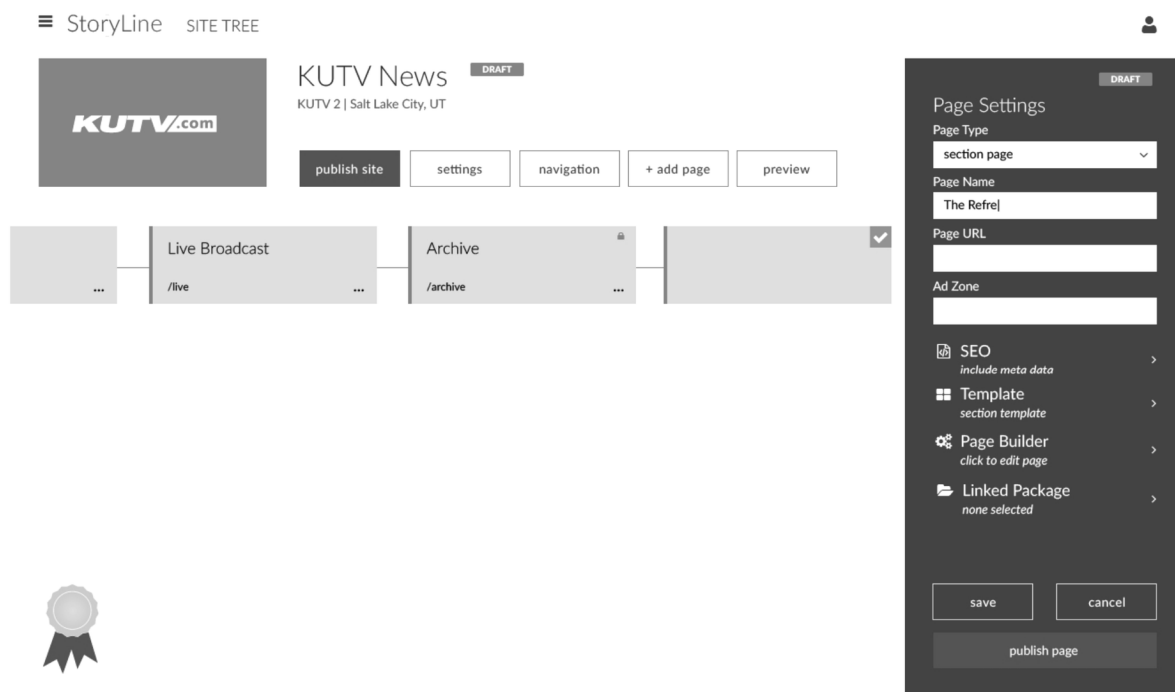 StoryLine SITE TREE
KUTV.com
KUTV News DRAFT
KUTV 2 | Salt Lake City, UT
publish site settings navigation + add page preview
... Live Broadcast
/live ...
Archive
/archive ...
DRAFT
Page Settings
Page Type
section page
Page Name
The Refre
Page URL
Ad Zone
SEO
include meta data
Template
section template
Page Builder
click to edit page
Linked Package
none selected
save cancel
publish page